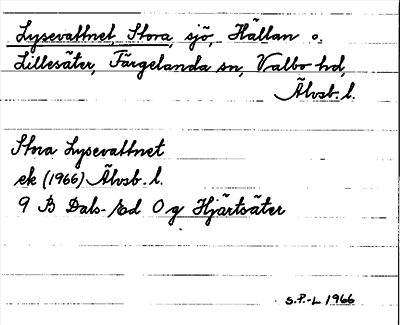 Lysevattnet, Stora, sjö, Hällan o.
Lillesäter, Färgelanda sn, Valbo hd,
Älvsb. l.
Stora Lysevattnet
ek (1966) Älvsb. l.
9 B Dals-Ed O g Hjärtsäter
S.P.-L 1966